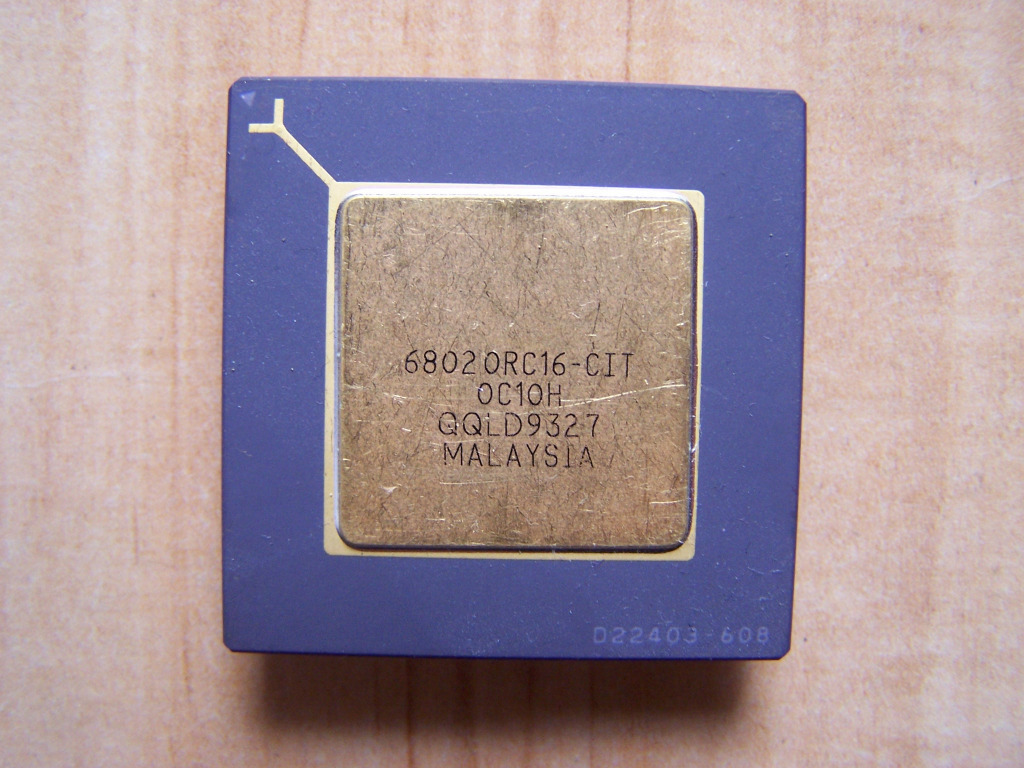 68020RC16-CIT
0C10H
QQLD9327
MALAYSIA
D22403-608